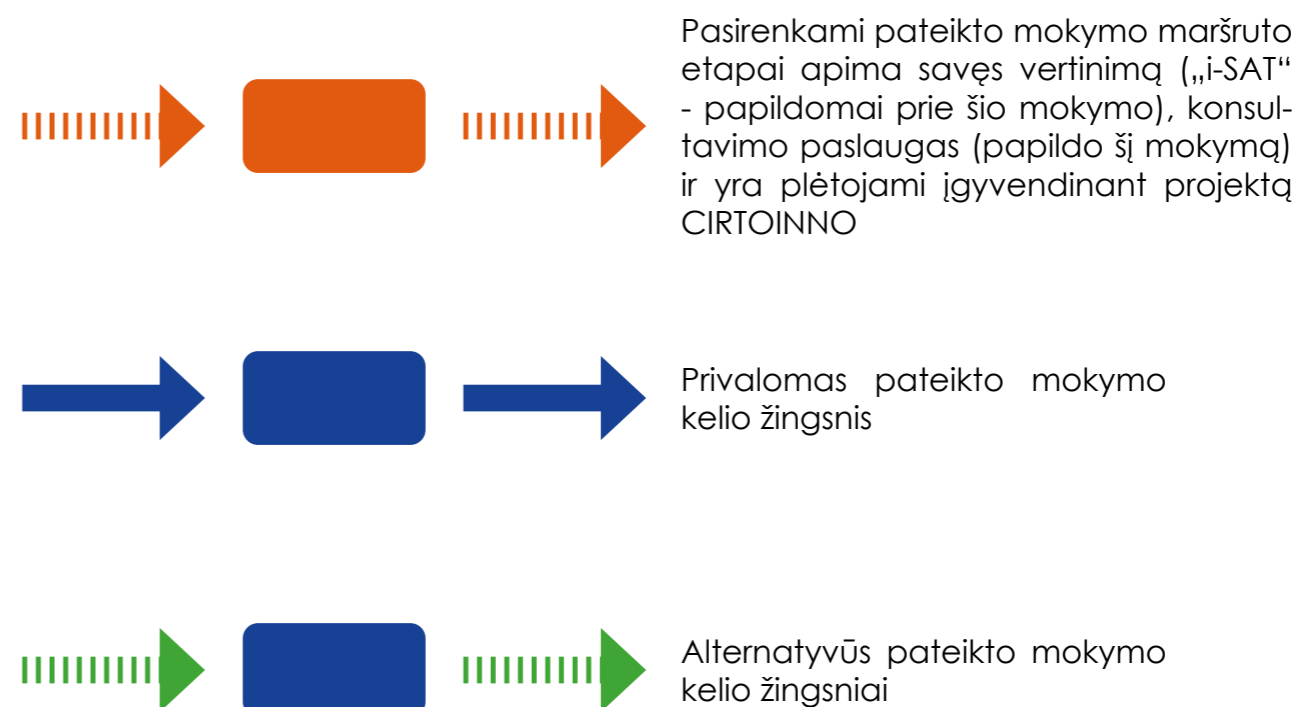 Pasirenkami pateikto mokymo maršruto
etapai apima savęs vertinimą („i-SAT“
- papildomai prie šio mokymo), konsul-
tavimo paslaugas (papildo šį mokymą)
ir yra plėtojami įgyvendinant projektą
CIRTOINNO
Privalomas pateikto mokymo
kelio žingsnis
Alternatyvūs pateikto mokymo
kelio žingsniai